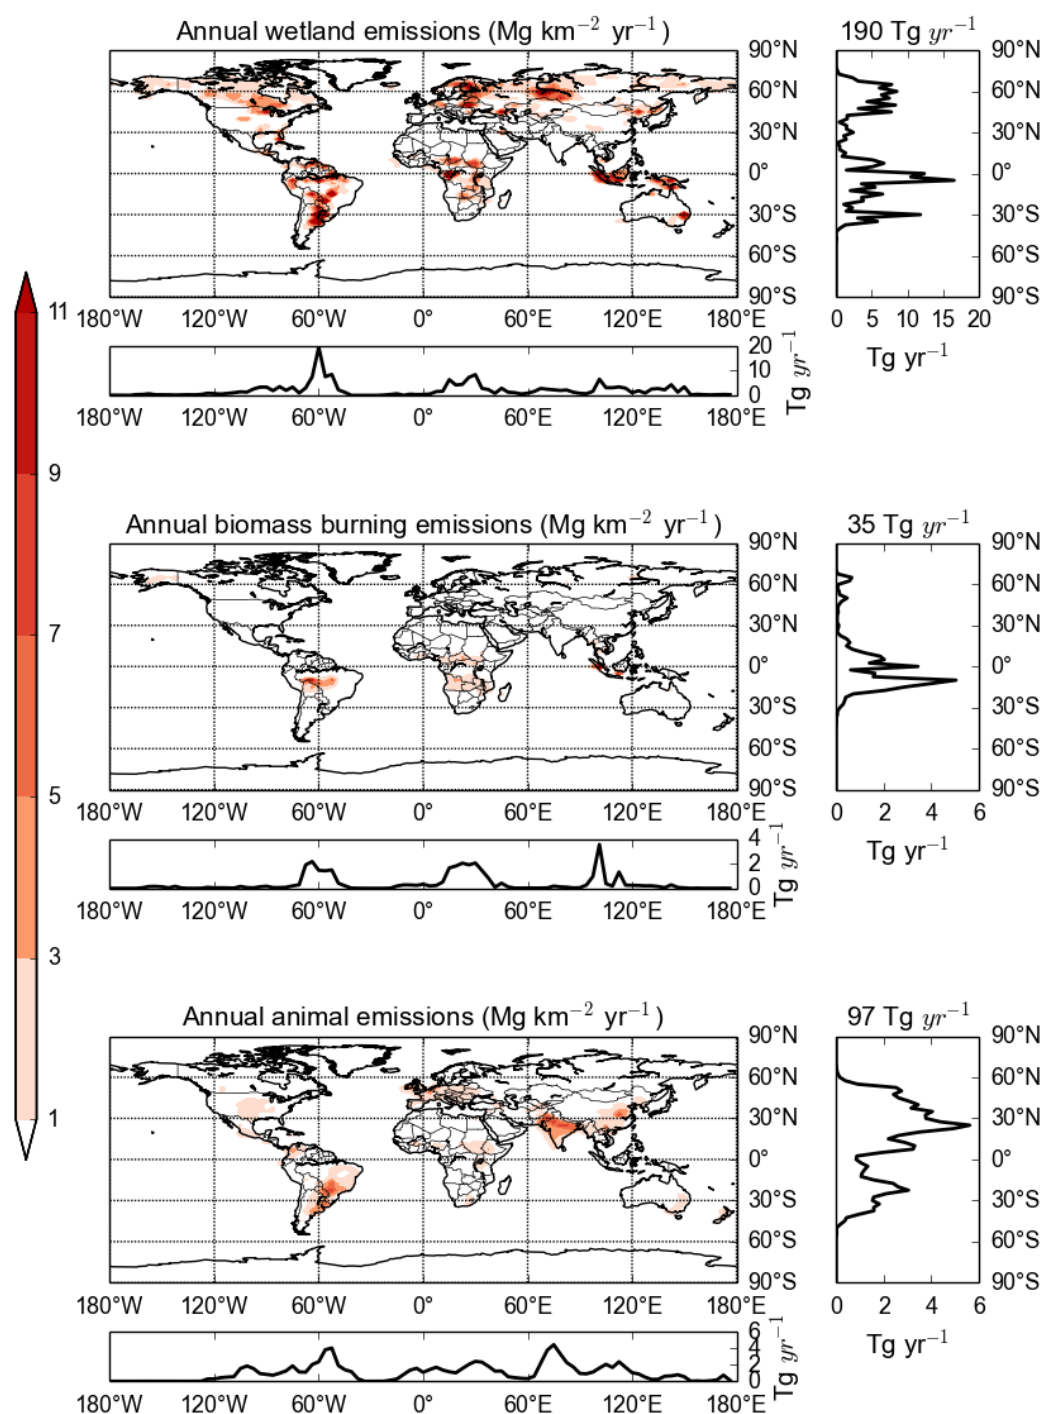 Annual wetland emissions (Mg km⁻² yr⁻¹)
190 Tg yr⁻¹
90°N
60°N
30°N
0°
30°S
60°S
90°S
180°W 120°W 60°W 0° 60°E 120°E 180°E
90°N
60°N
30°N
0°
30°S
60°S
90°S
0 5 10 15 20
Tg yr⁻¹
20
10
0
Tg yr⁻¹
180°W 120°W 60°W 0° 60°E 120°E 180°E
11
9
7
5
3
1
Annual biomass burning emissions (Mg km⁻² yr⁻¹)
35 Tg yr⁻¹
90°N
60°N
30°N
0°
30°S
60°S
90°S
180°W 120°W 60°W 0° 60°E 120°E 180°E
90°N
60°N
30°N
0°
30°S
60°S
90°S
0 2 4 6
Tg yr⁻¹
4
2
0
Tg yr⁻¹
180°W 120°W 60°W 0° 60°E 120°E 180°E
Annual animal emissions (Mg km⁻² yr⁻¹)
97 Tg yr⁻¹
90°N
60°N
30°N
0°
30°S
60°S
90°S
180°W 120°W 60°W 0° 60°E 120°E 180°E
90°N
60°N
30°N
0°
30°S
60°S
90°S
0 2 4 6
Tg yr⁻¹
6
4
2
0
Tg yr⁻¹
180°W 120°W 60°W 0° 60°E 120°E 180°E